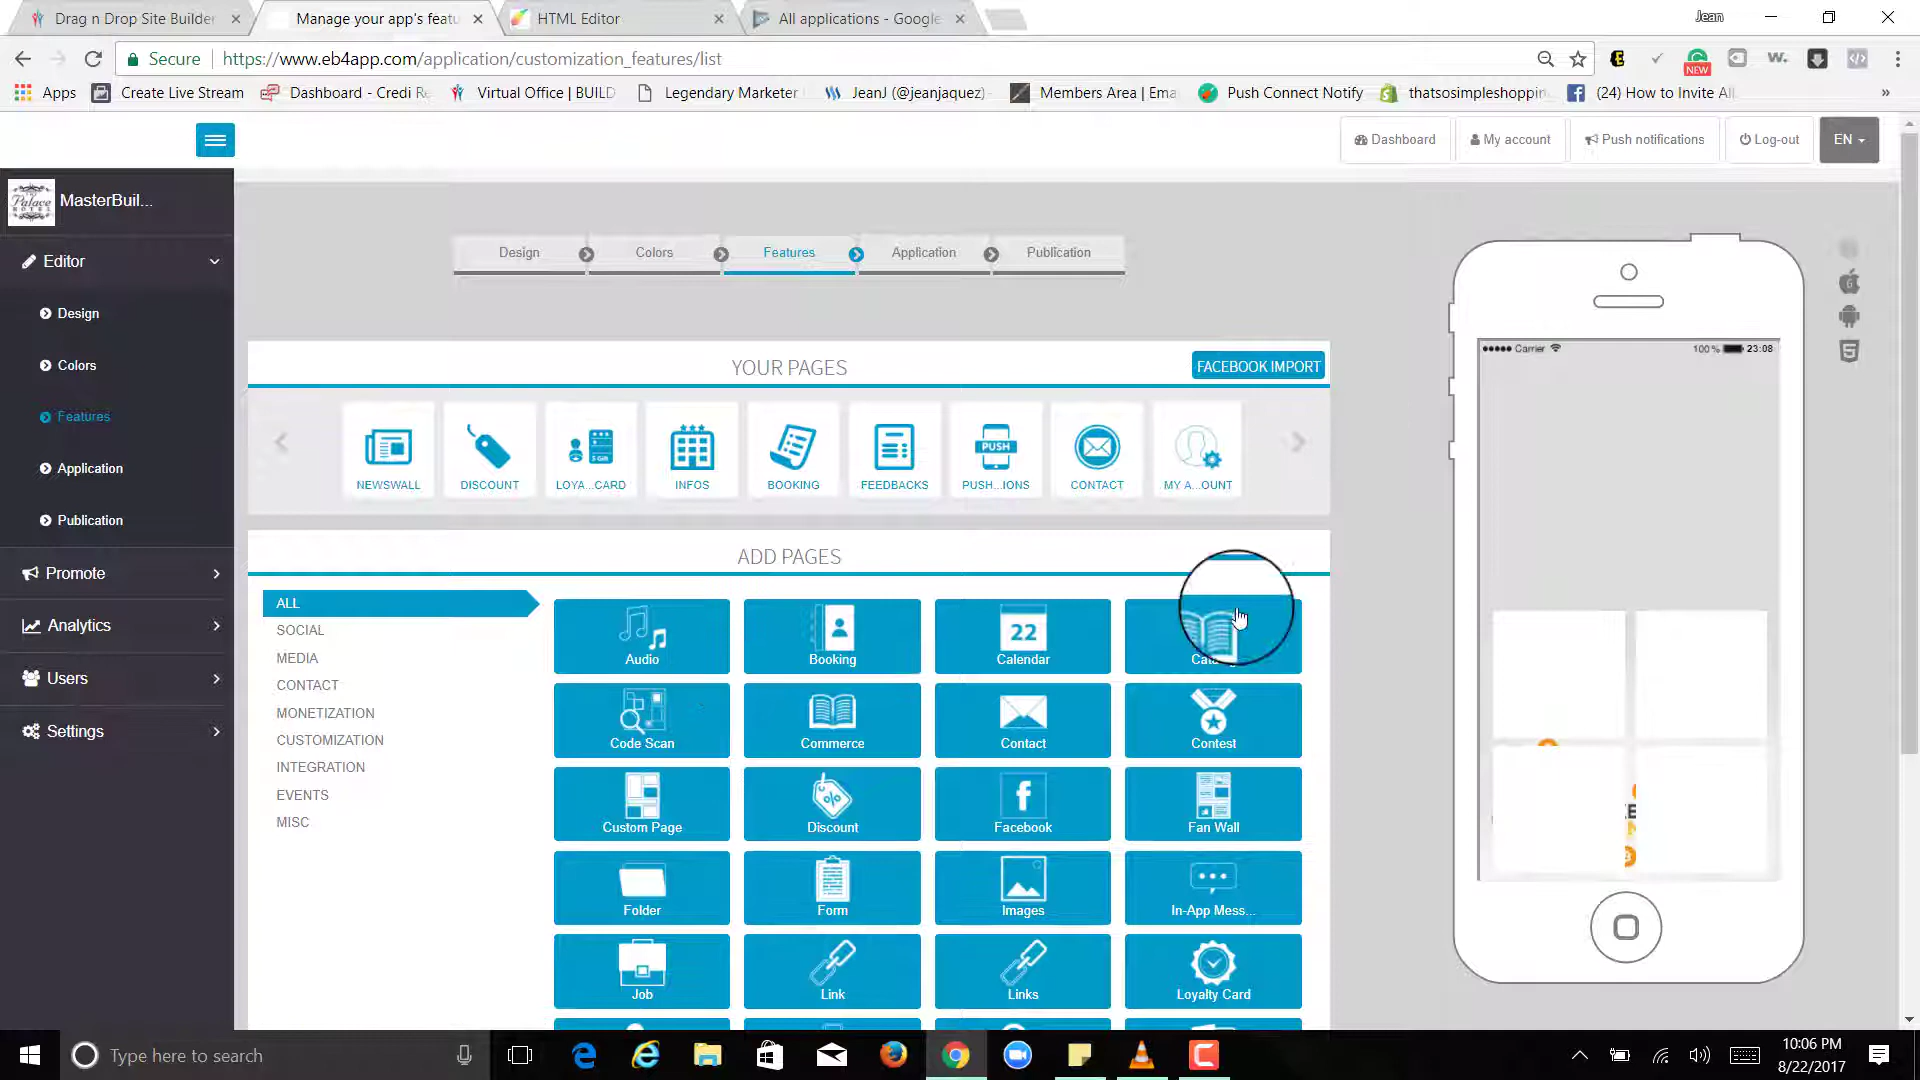 Drag n Drop Site Builder
Manage your app's featu
HTML Editor
All applications - Google
Jean
Secure
https://www.eb4app.com/application/customization_features/list
NEW
Apps
Create Live Stream
Dashboard - Credi Re
Virtual Office | BUILD
Legendary Marketer
JeanJ (@jeanjaquez)
Members Area | Ema
Push Connect Notify
thatsosimpleshoppin
(24) How to Invite All
»
Dashboard
My account
Push notifications
Log-out
EN
Palace
MasterBuil...
Editor
Design
Colors
Features
Application
Publication
Promote
Analytics
Users
Settings
Design
Colors
Features
Application
Publication
YOUR PAGES
FACEBOOK IMPORT
NEWSWALL
DISCOUNT
LOYA...CARD
INFOS
BOOKING
FEEDBACKS
PUSH
PUSH...IONS
CONTACT
MY A...OUNT
ADD PAGES
ALL
SOCIAL
MEDIA
CONTACT
MONETIZATION
CUSTOMIZATION
INTEGRATION
EVENTS
MISC
Audio
Booking
22
Calendar
Code Scan
Commerce
Contact
Contest
Custom Page
Discount
Facebook
Fan Wall
Folder
Form
Images
In-App Mess...
Job
Link
Links
Loyalty Card
Carrier
100 %
23:08
Type here to search
10:06 PM
8/22/2017